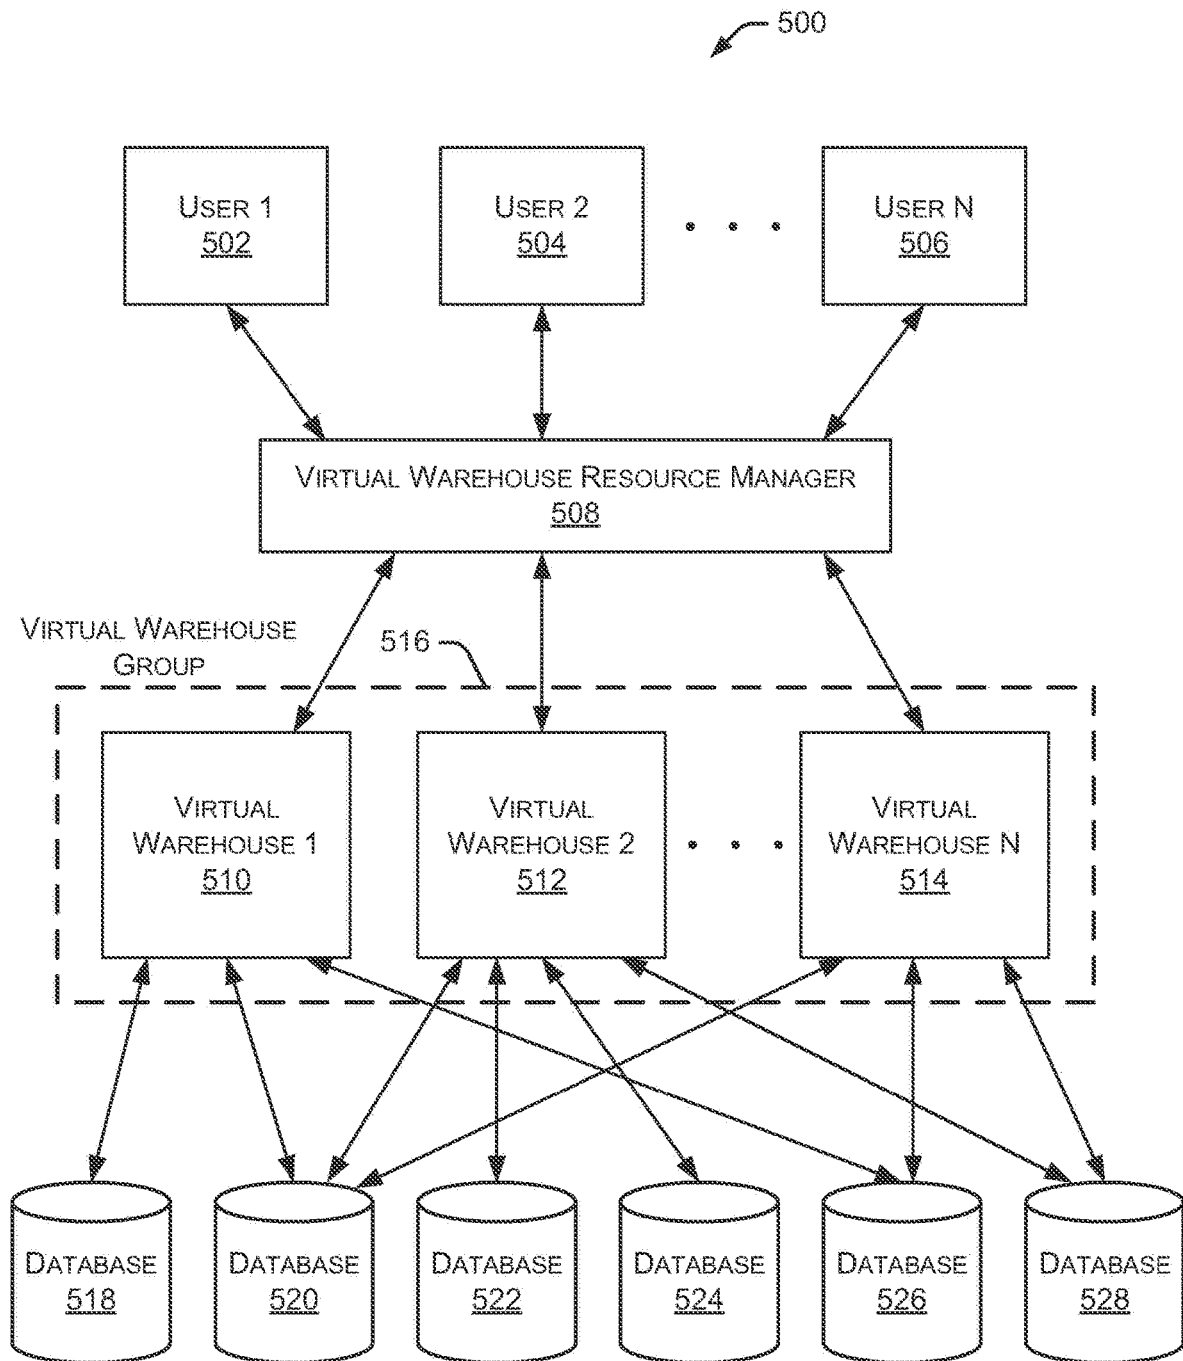 500
USER 1
502
USER 2
504
USER N
506
VIRTUAL WAREHOUSE RESOURCE MANAGER
508
VIRTUAL WAREHOUSE
GROUP
516
VIRTUAL
WAREHOUSE 1
510
VIRTUAL
WAREHOUSE 2
512
VIRTUAL
WAREHOUSE N
514
DATABASE
518
DATABASE
520
DATABASE
522
DATABASE
524
DATABASE
526
DATABASE
528